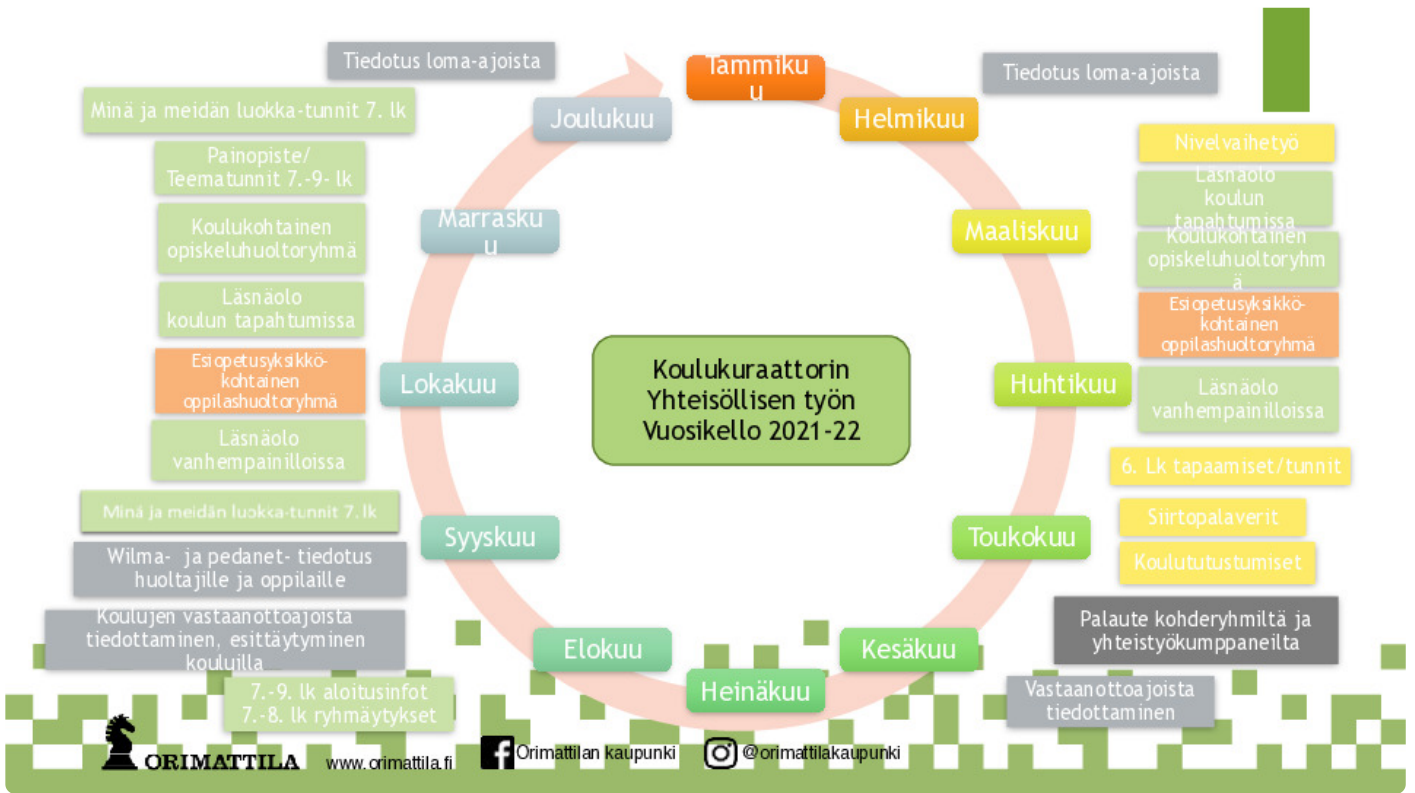 Tiedotus loma-ajoista
Minä ja meidän luokka-tunnit 7. lk
Painopiste/
Teematunnit 7.-9- lk
Koulukohtainen
opiskeluhuoltoryhmä
Läsnäolo
koulun tapahtumissa
Esiopetusyksikkö-
kohtainen
oppilashuoltoryhmä
Läsnäolo
vanhempainilloissa
Minä ja meidän luokka-tunnit 7. lk
Wilma- ja pedanet- tiedotus
huoltajille ja oppilaille
Koulujen vastaanottoajoista
tiedottaminen, esittäytyminen
kouluilla
7.-9. lk aloitusinfot
7.-8. lk ryhmäytykset
Tammiku
u
Helmikuu
Maaliskuu
Huhtikuu
Toukokuu
Kesäkuu
Heinäkuu
Elokuu
Syyskuu
Lokakuu
Marrasku
u
Joulukuu
Koulukuraattorin
Yhteisöllisen työn
Vuosikello 2021-22
Tiedotus loma-ajoista
Nivelvaihetyö
Läsnäolo
koulun
tapahtumissa
Koulukohtainen
opiskeluhuoltoryhm
ä
Esiopetusyksikkö-
kohtainen
oppilashuoltoryhmä
Läsnäolo
vanhempainilloissa
6. Lk tapaamiset/tunnit
Siirtopalaverit
Koulututustumiset
Palaute kohderyhmiltä ja
yhteistyökumppaneilta
Vastaanottoajoista
tiedottaminen
ORIMATTILA
www.orimattila.fi
Orimattilan kaupunki
@orimattilakaupunki